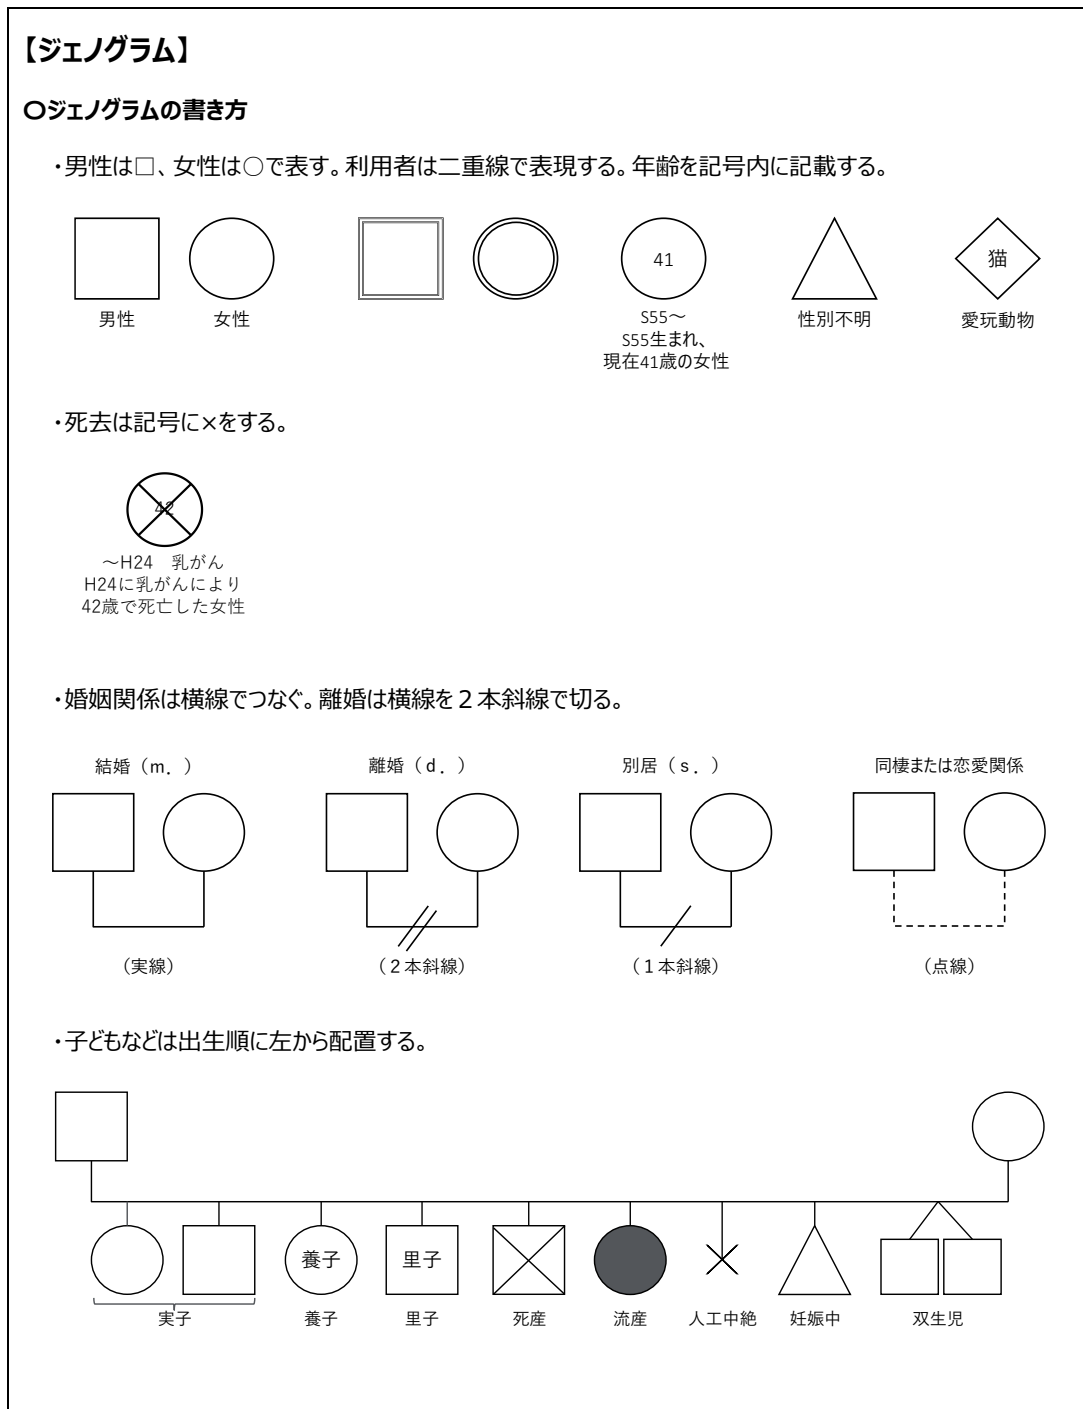 【ジェノグラム】
〇ジェノグラムの書き方
・男性は□、女性は○で表す。利用者は二重線で表現する。年齢を記号内に記載する。
41
猫
男性
女性
S55～
S55生まれ、
現在41歳の女性
性別不明
愛玩動物
・死去は記号に×をする。
42
～H24　乳がん
H24に乳がんにより
42歳で死亡した女性
・婚姻関係は横線でつなぐ。離婚は横線を２本斜線で切る。
結婚（m．）
離婚（ｄ．）
別居（ｓ．）
同棲または恋愛関係
（実線）
（２本斜線）
（１本斜線）
（点線）
・子どもなどは出生順に左から配置する。
養子
里子
実子
養子
里子
死産
流産
人工中絶
妊娠中
双生児